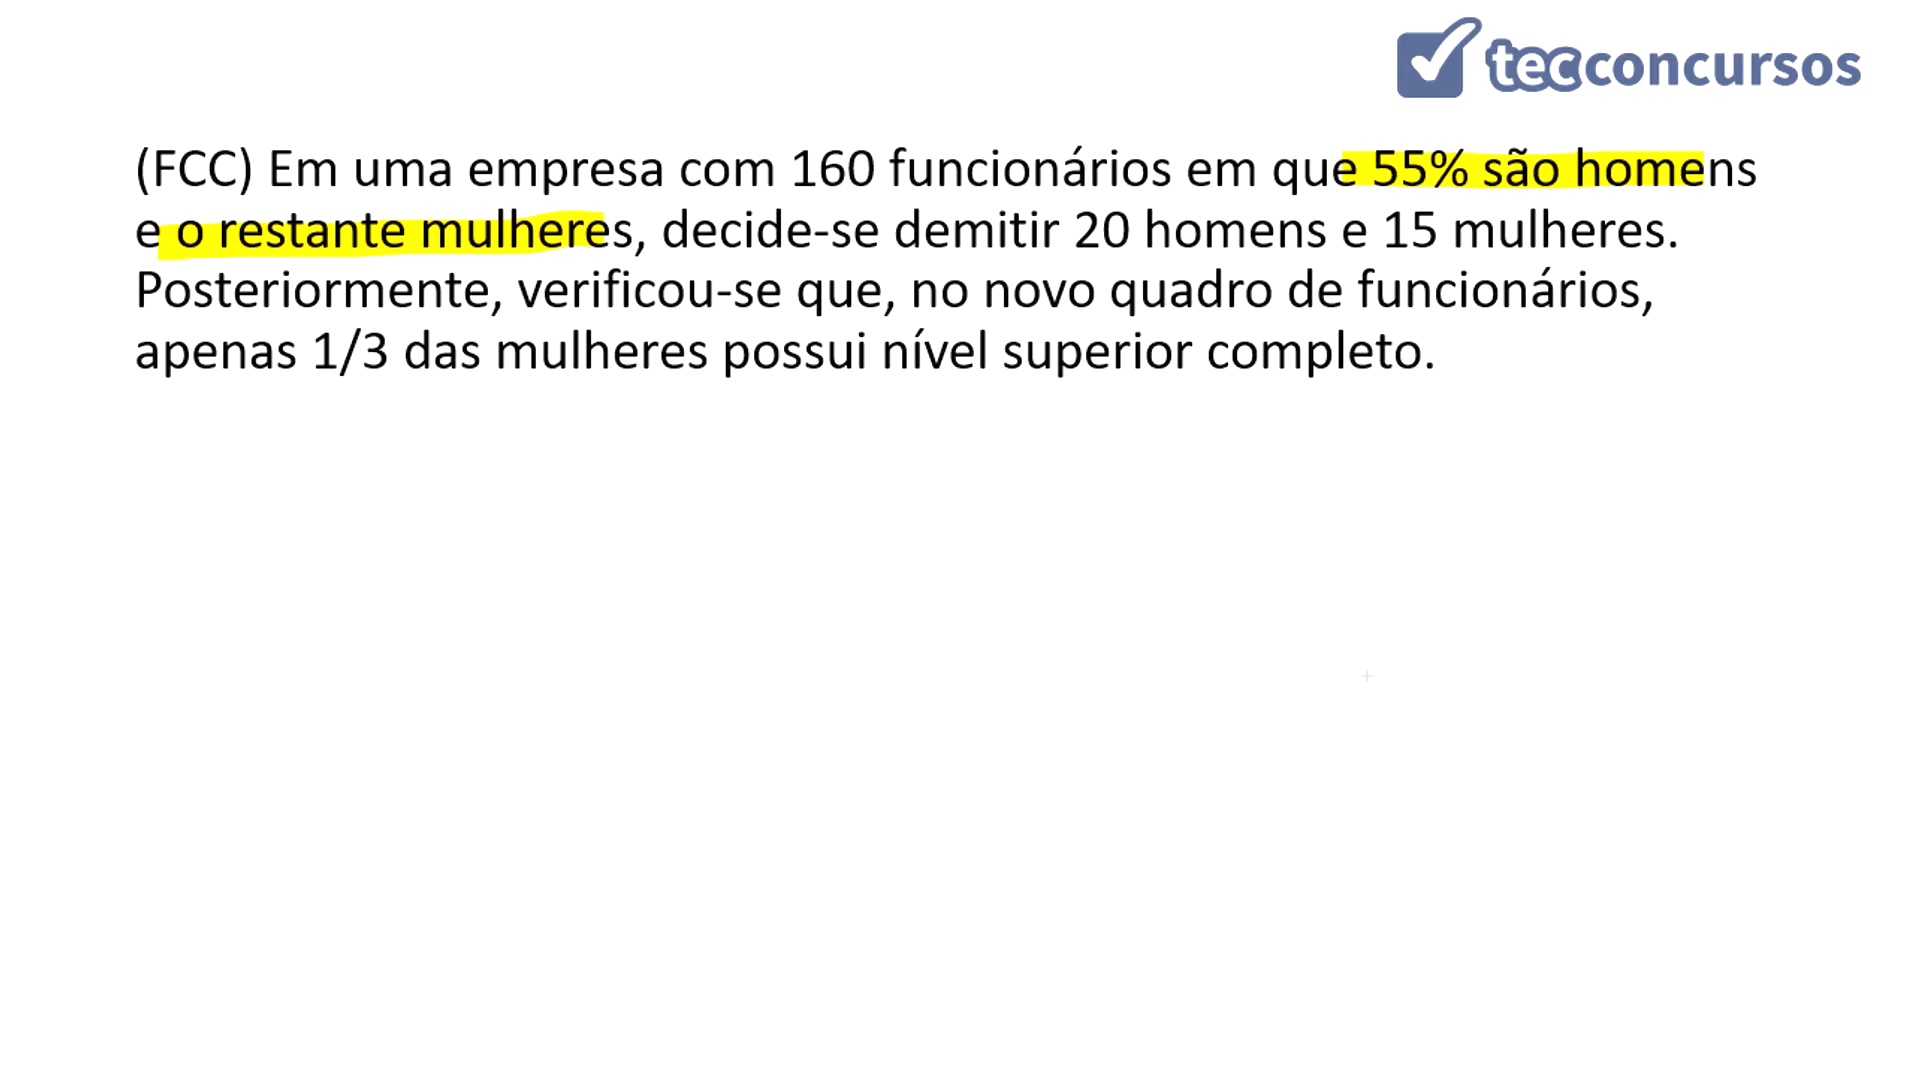 tecconcursos
(FCC) Em uma empresa com 160 funcionários em que 55% são homens
e o restante mulheres, decide-se demitir 20 homens e 15 mulheres.
Posteriormente, verificou-se que, no novo quadro de funcionários,
apenas 1/3 das mulheres possui nível superior completo.